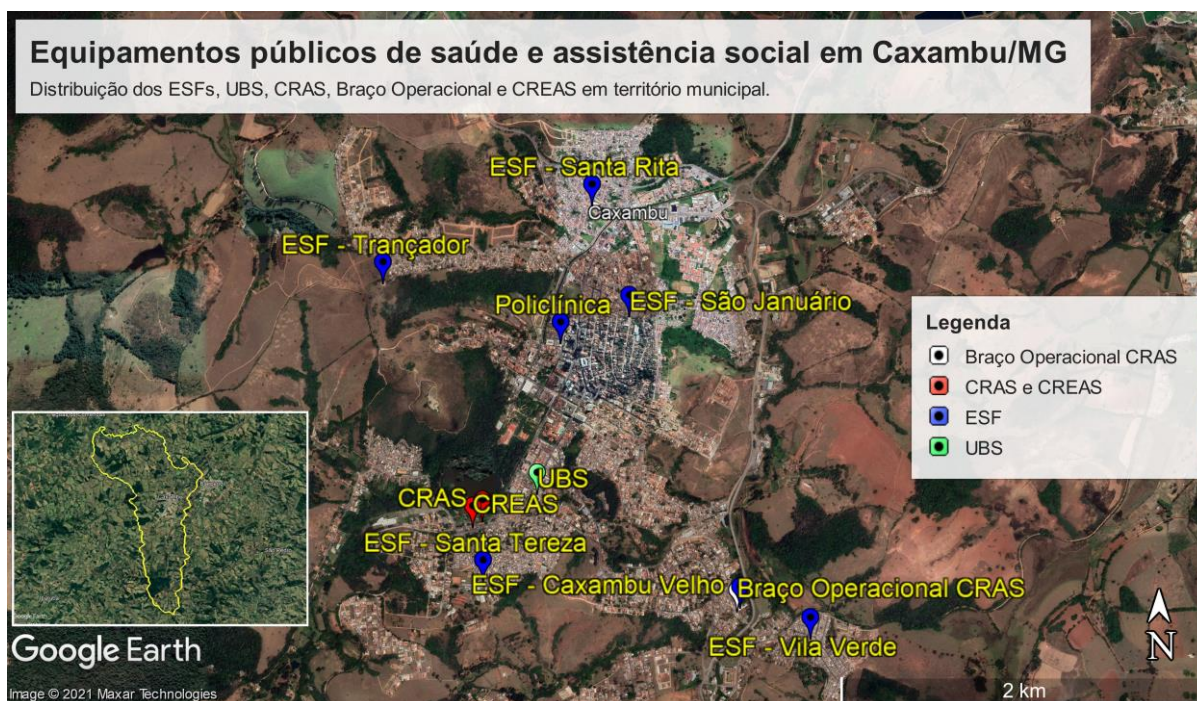 Equipamentos públicos de saúde e assistência social em Caxambu/MG
Distribuição dos ESFs, UBS, CRAS, Braço Operacional e CREAS em território municipal.
ESF - Santa Rita
Caxambu
ESF - Trançador
Policlínica
ESF - São Januário
Legenda
Braço Operacional CRAS
CRAS e CREAS
ESF
UBS
UBS
CRAS
CREAS
ESF - Santa Tereza
ESF - Caxambu Velho
Braço Operacional CRAS
ESF - Vila Verde
N
Google Earth
2 km
Image © 2021 Maxar Technologies